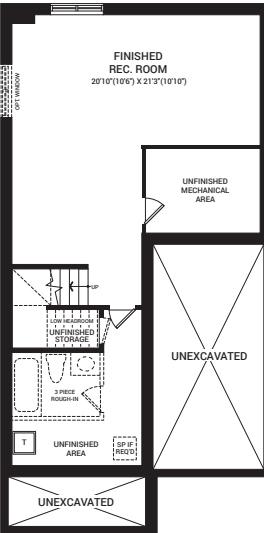 FINISHED
REC. ROOM
20'10"(10'6") X 21'3"(10'10")
OPT. WINDOW
UNFINISHED
MECHANICAL
AREA
UP
LOW HEADROOM
UNFINISHED
STORAGE
UNEXCAVATED
3 PIECE
ROUGH-IN
T
UNFINISHED
AREA
SP IF
REQ'D
UNEXCAVATED